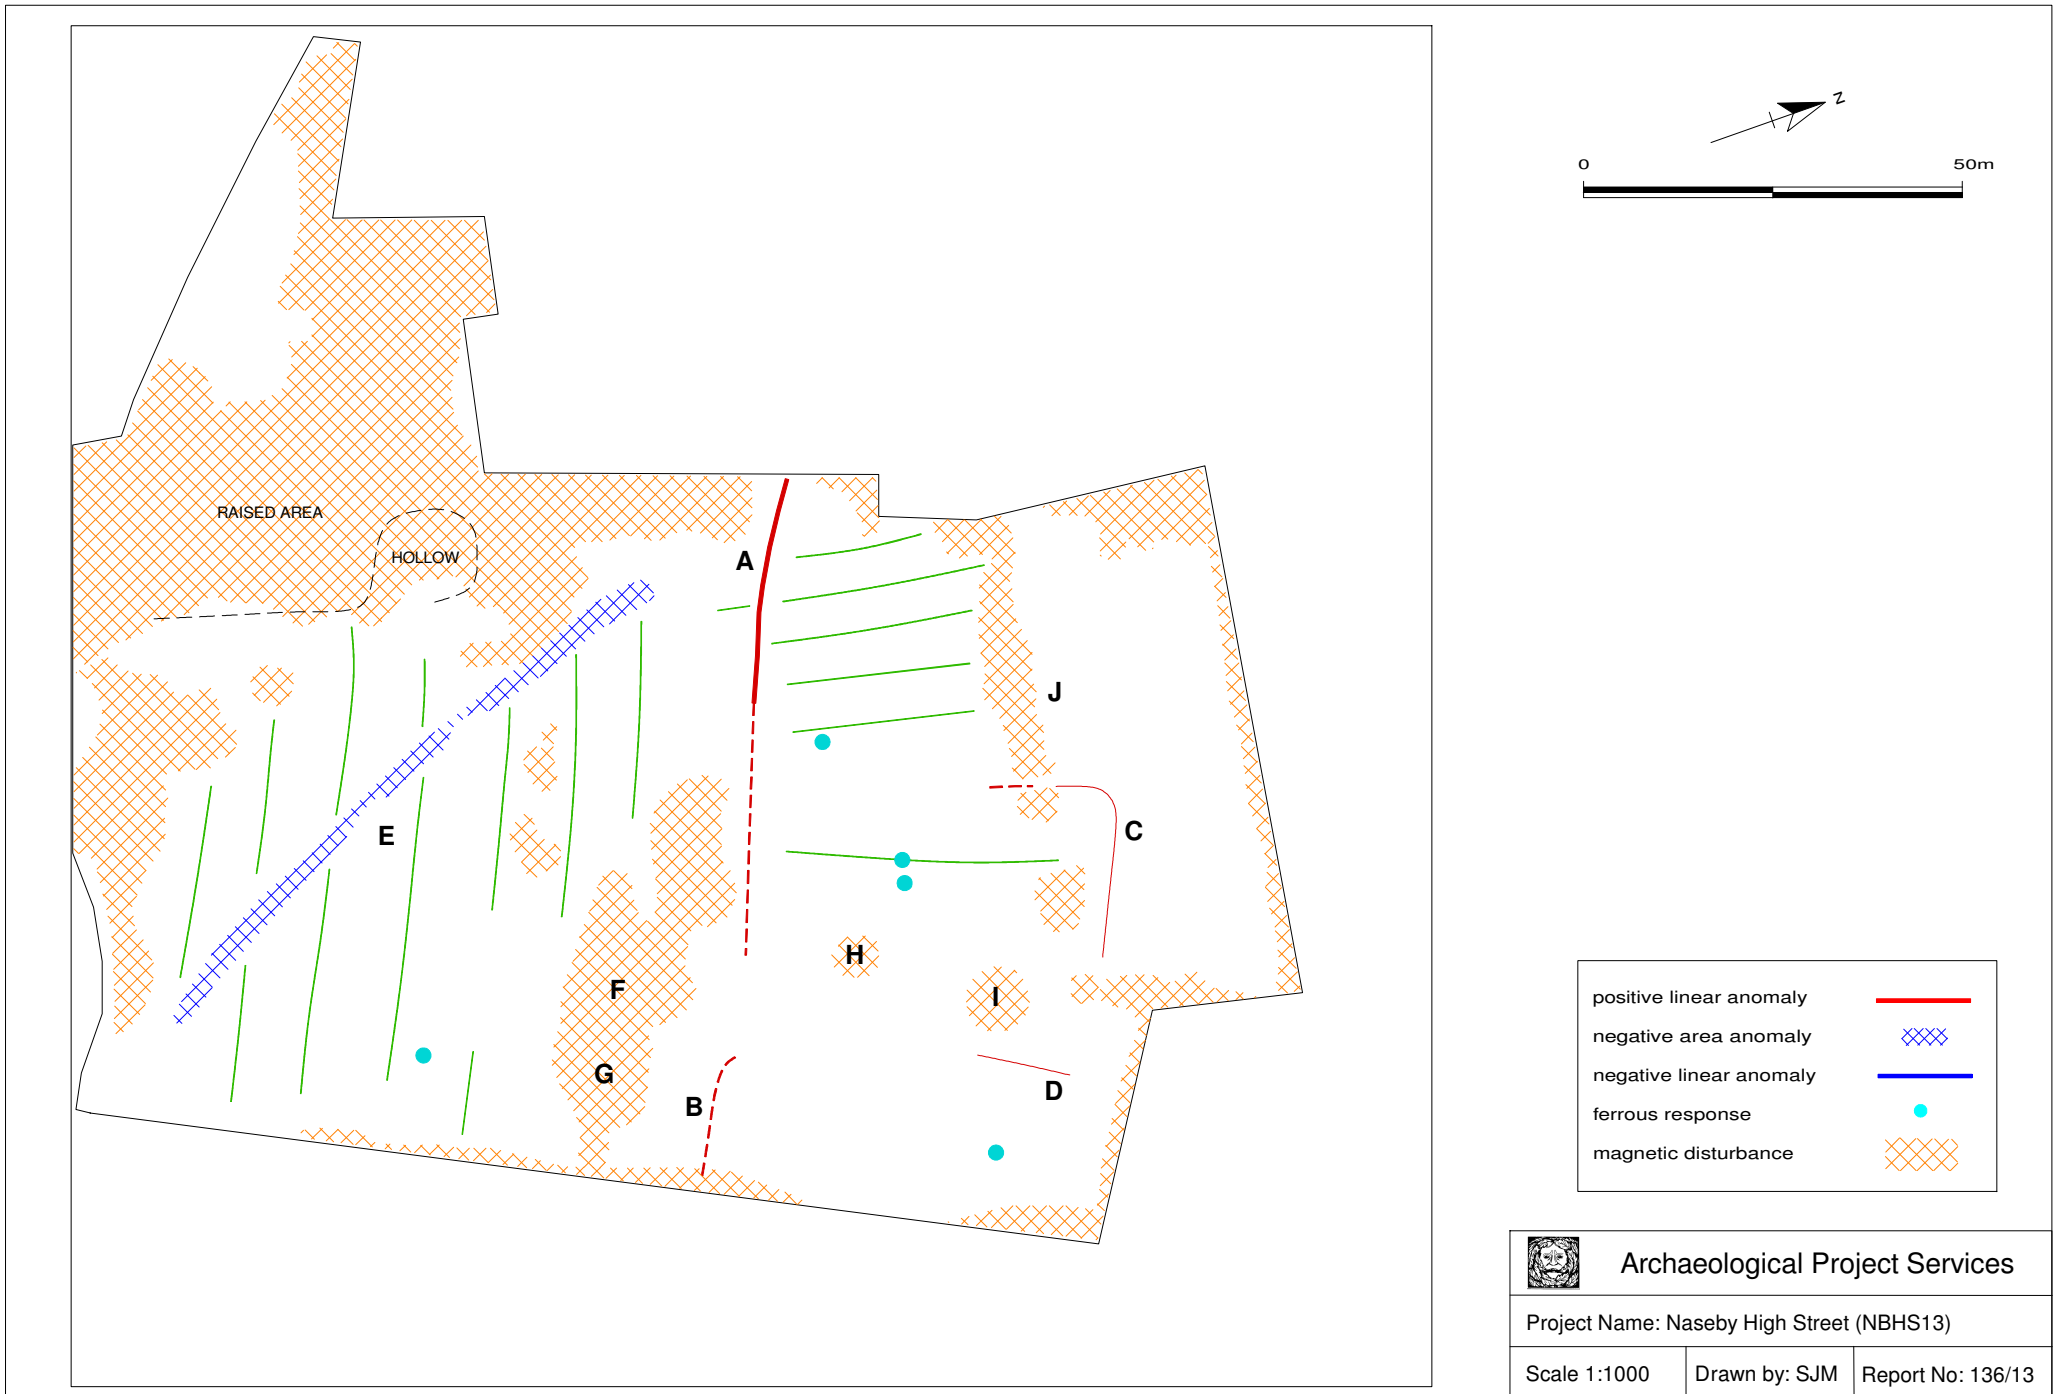 N
0 50m
RAISED AREA
HOLLOW
A
J
E
C
H
F
I
G
D
B
positive linear anomaly
negative area anomaly
negative linear anomaly
ferrous response
magnetic disturbance
Archaeological Project Services
Project Name: Naseby High Street (NBHS13)
Scale 1:1000 Drawn by: SJM Report No: 136/13